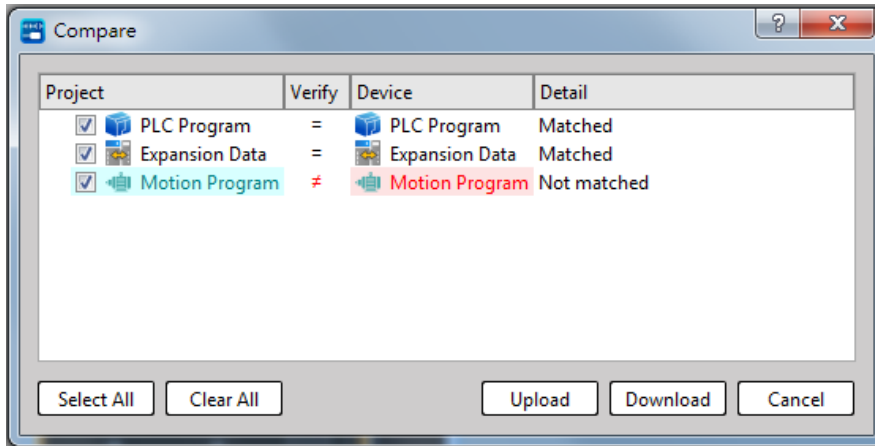 Compare
Project Verify Device Detail
PLC Program = PLC Program Matched
Expansion Data = Expansion Data Matched
Motion Program ≠ Motion Program Not matched
Select All Clear All Upload Download Cancel